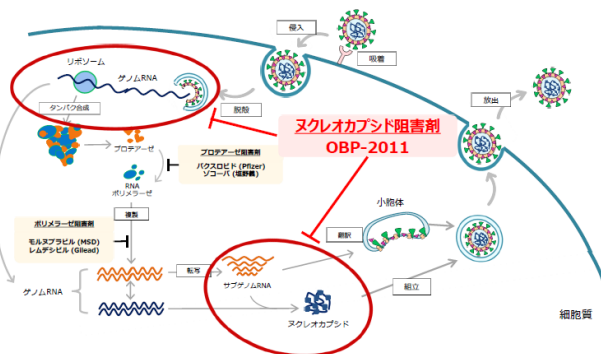 侵入
吸着
リボソーム
ゲノムRNA
脱殻
放出
タンパク合成
プロテアーゼ
ヌクレオカプシド阻害剤
OBP-2011
プロテアーゼ阻害剤
パクスロビド (Pfizer)
ゾコーバ (塩野義)
RNA
ポリメラーゼ
複製
ポリメラーゼ阻害剤
モルヌプラビル (MSD)
レムデシビル (Gilead)
小胞体
翻訳
転写
サブゲノムRNA
ゲノムRNA
ヌクレオカプシド
組立
細胞質